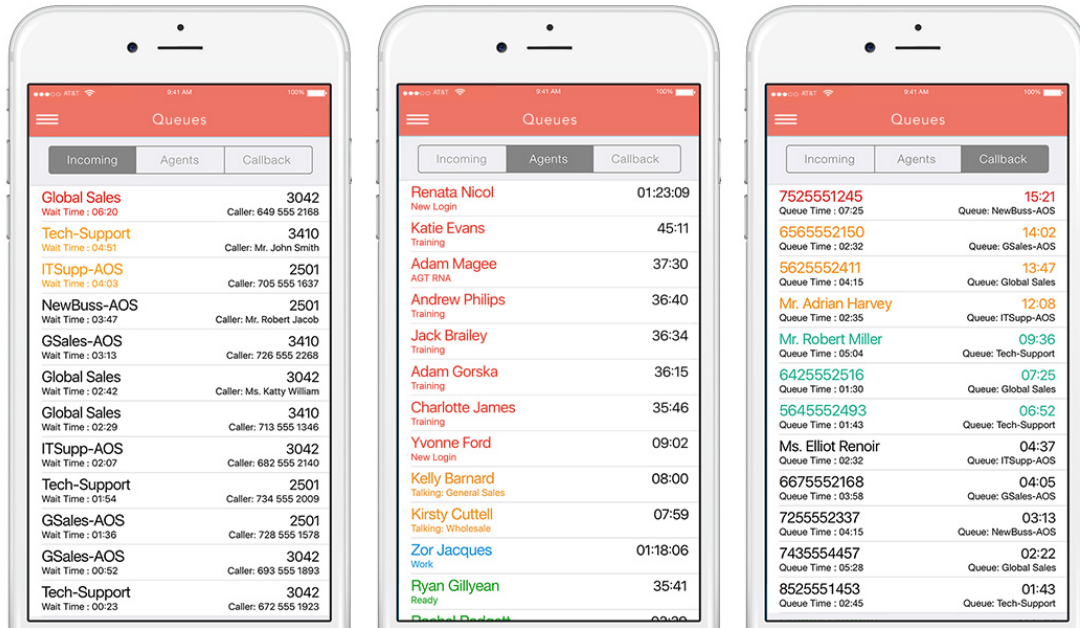 ●●●○○ AT&T 9:41 AM 100%
Queues
Incoming Agents Callback
Global Sales 3042
Wait Time : 06:20 Caller: 649 555 2168
Tech-Support 3410
Wait Time : 04:51 Caller: Mr. John Smith
ITSupp-AOS 2501
Wait Time : 04:03 Caller: 705 555 1637
NewBuss-AOS 2501
Wait Time : 03:47 Caller: Mr. Robert Jacob
GSales-AOS 3410
Wait Time : 03:13 Caller: 726 555 2268
Global Sales 3042
Wait Time : 02:42 Caller: Ms. Katty William
Global Sales 3410
Wait Time : 02:29 Caller: 713 555 1346
ITSupp-AOS 3042
Wait Time : 02:07 Caller: 682 555 2140
Tech-Support 2501
Wait Time : 01:54 Caller: 734 555 2009
GSales-AOS 2501
Wait Time : 01:36 Caller: 728 555 1578
GSales-AOS 3042
Wait Time : 00:52 Caller: 693 555 1893
Tech-Support 3042
Wait Time : 00:23 Caller: 672 555 1923
●●●○○ AT&T 9:41 AM 100%
Queues
Incoming Agents Callback
Renata Nicol 01:23:09
New Login
Katie Evans 45:11
Training
Adam Magee 37:30
AGT RNA
Andrew Philips 36:40
Training
Jack Brailey 36:34
Training
Adam Gorska 36:15
Training
Charlotte James 35:46
Training
Yvonne Ford 09:02
New Login
Kelly Barnard 08:00
Talking: General Sales
Kirsty Cuttell 07:59
Talking: Wholesale
Zor Jacques 01:18:06
Work
Ryan Gillyean 35:41
Ready
●●●○○ AT&T 9:41 AM 100%
Queues
Incoming Agents Callback
7525551245 15:21
Queue Time : 07:25 Queue: NewBuss-AOS
6565552150 14:02
Queue Time : 02:32 Queue: GSales-AOS
5625552411 13:47
Queue Time : 04:15 Queue: Global Sales
Mr. Adrian Harvey 12:08
Queue Time : 02:35 Queue: ITSupp-AOS
Mr. Robert Miller 09:36
Queue Time : 05:04 Queue: Tech-Support
6425552516 07:25
Queue Time : 01:30 Queue: Global Sales
5645552493 06:52
Queue Time : 01:43 Queue: Tech-Support
Ms. Elliot Renoir 04:37
Queue Time : 02:32 Queue: ITSupp-AOS
6675552168 04:05
Queue Time : 03:58 Queue: GSales-AOS
7255552337 03:13
Queue Time : 04:15 Queue: NewBuss-AOS
7435554457 02:22
Queue Time : 05:28 Queue: Global Sales
8525551453 01:43
Queue Time : 02:45 Queue: Tech-Support